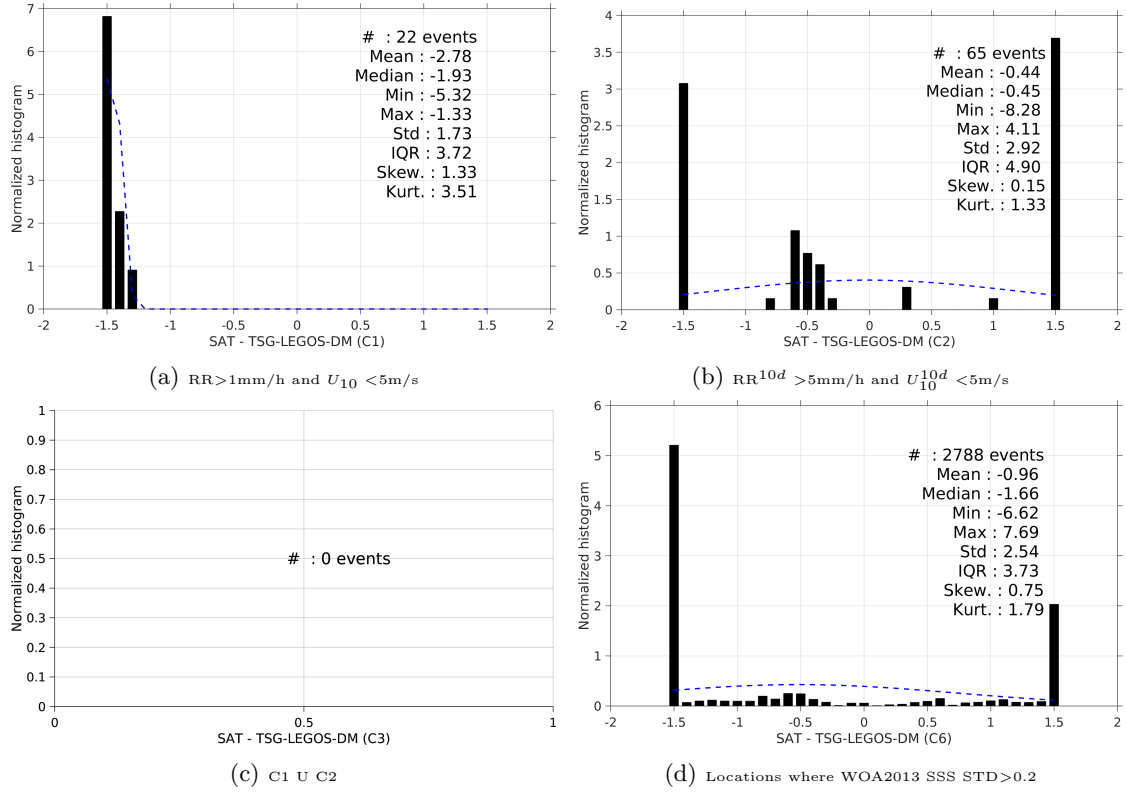 7
6
5
4
3
2
1
0
Normalized histogram
# : 22 events
Mean : -2.78
Median : -1.93
Min : -5.32
Max : -1.33
Std : 1.73
IQR : 3.72
Skew. : 1.33
Kurt. : 3.51
-2 -1.5 -1 -0.5 0 0.5 1 1.5 2
SAT - TSG-LEGOS-DM (C1)
(a) RR>1mm/h and U10 <5m/s
4
3.5
3
2.5
2
1.5
1
0.5
0
Normalized histogram
# : 65 events
Mean : -0.44
Median : -0.45
Min : -8.28
Max : 4.11
Std : 2.92
IQR : 4.90
Skew. : 0.15
Kurt. : 1.33
-2 -1.5 -1 -0.5 0 0.5 1 1.5 2
SAT - TSG-LEGOS-DM (C2)
(b) RR^10d >5mm/h and U_10^10d <5m/s
1
0.9
0.8
0.7
0.6
0.5
0.4
0.3
0.2
0.1
0
Normalized histogram
# : 0 events
0 0.5 1
SAT - TSG-LEGOS-DM (C3)
(c) C1 U C2
6
5
4
3
2
1
0
Normalized histogram
# : 2788 events
Mean : -0.96
Median : -1.66
Min : -6.62
Max : 7.69
Std : 2.54
IQR : 3.73
Skew. : 0.75
Kurt. : 1.79
-2 -1.5 -1 -0.5 0 0.5 1 1.5 2
SAT - TSG-LEGOS-DM (C6)
(d) Locations where WOA2013 SSS STD>0.2